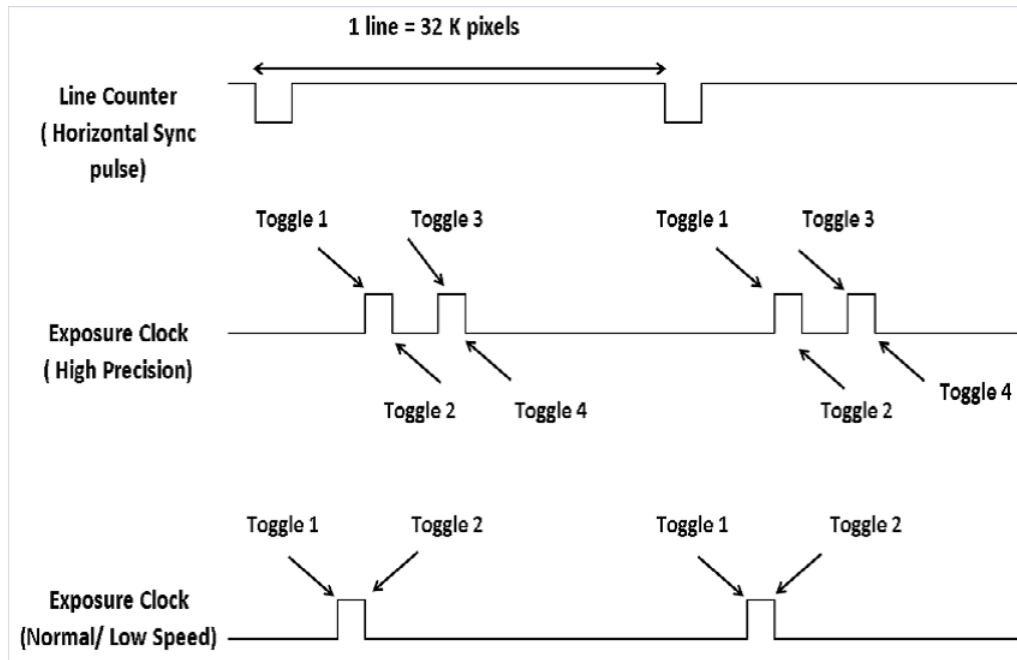 1 line = 32 K pixels
Line Counter
( Horizontal Sync
pulse)
Toggle 1
Toggle 3
Toggle 1
Toggle 3
Exposure Clock
( High Precision)
Toggle 2
Toggle 4
Toggle 2
Toggle 4
Toggle 1
Toggle 2
Toggle 1
Toggle 2
Exposure Clock
(Normal/ Low Speed)